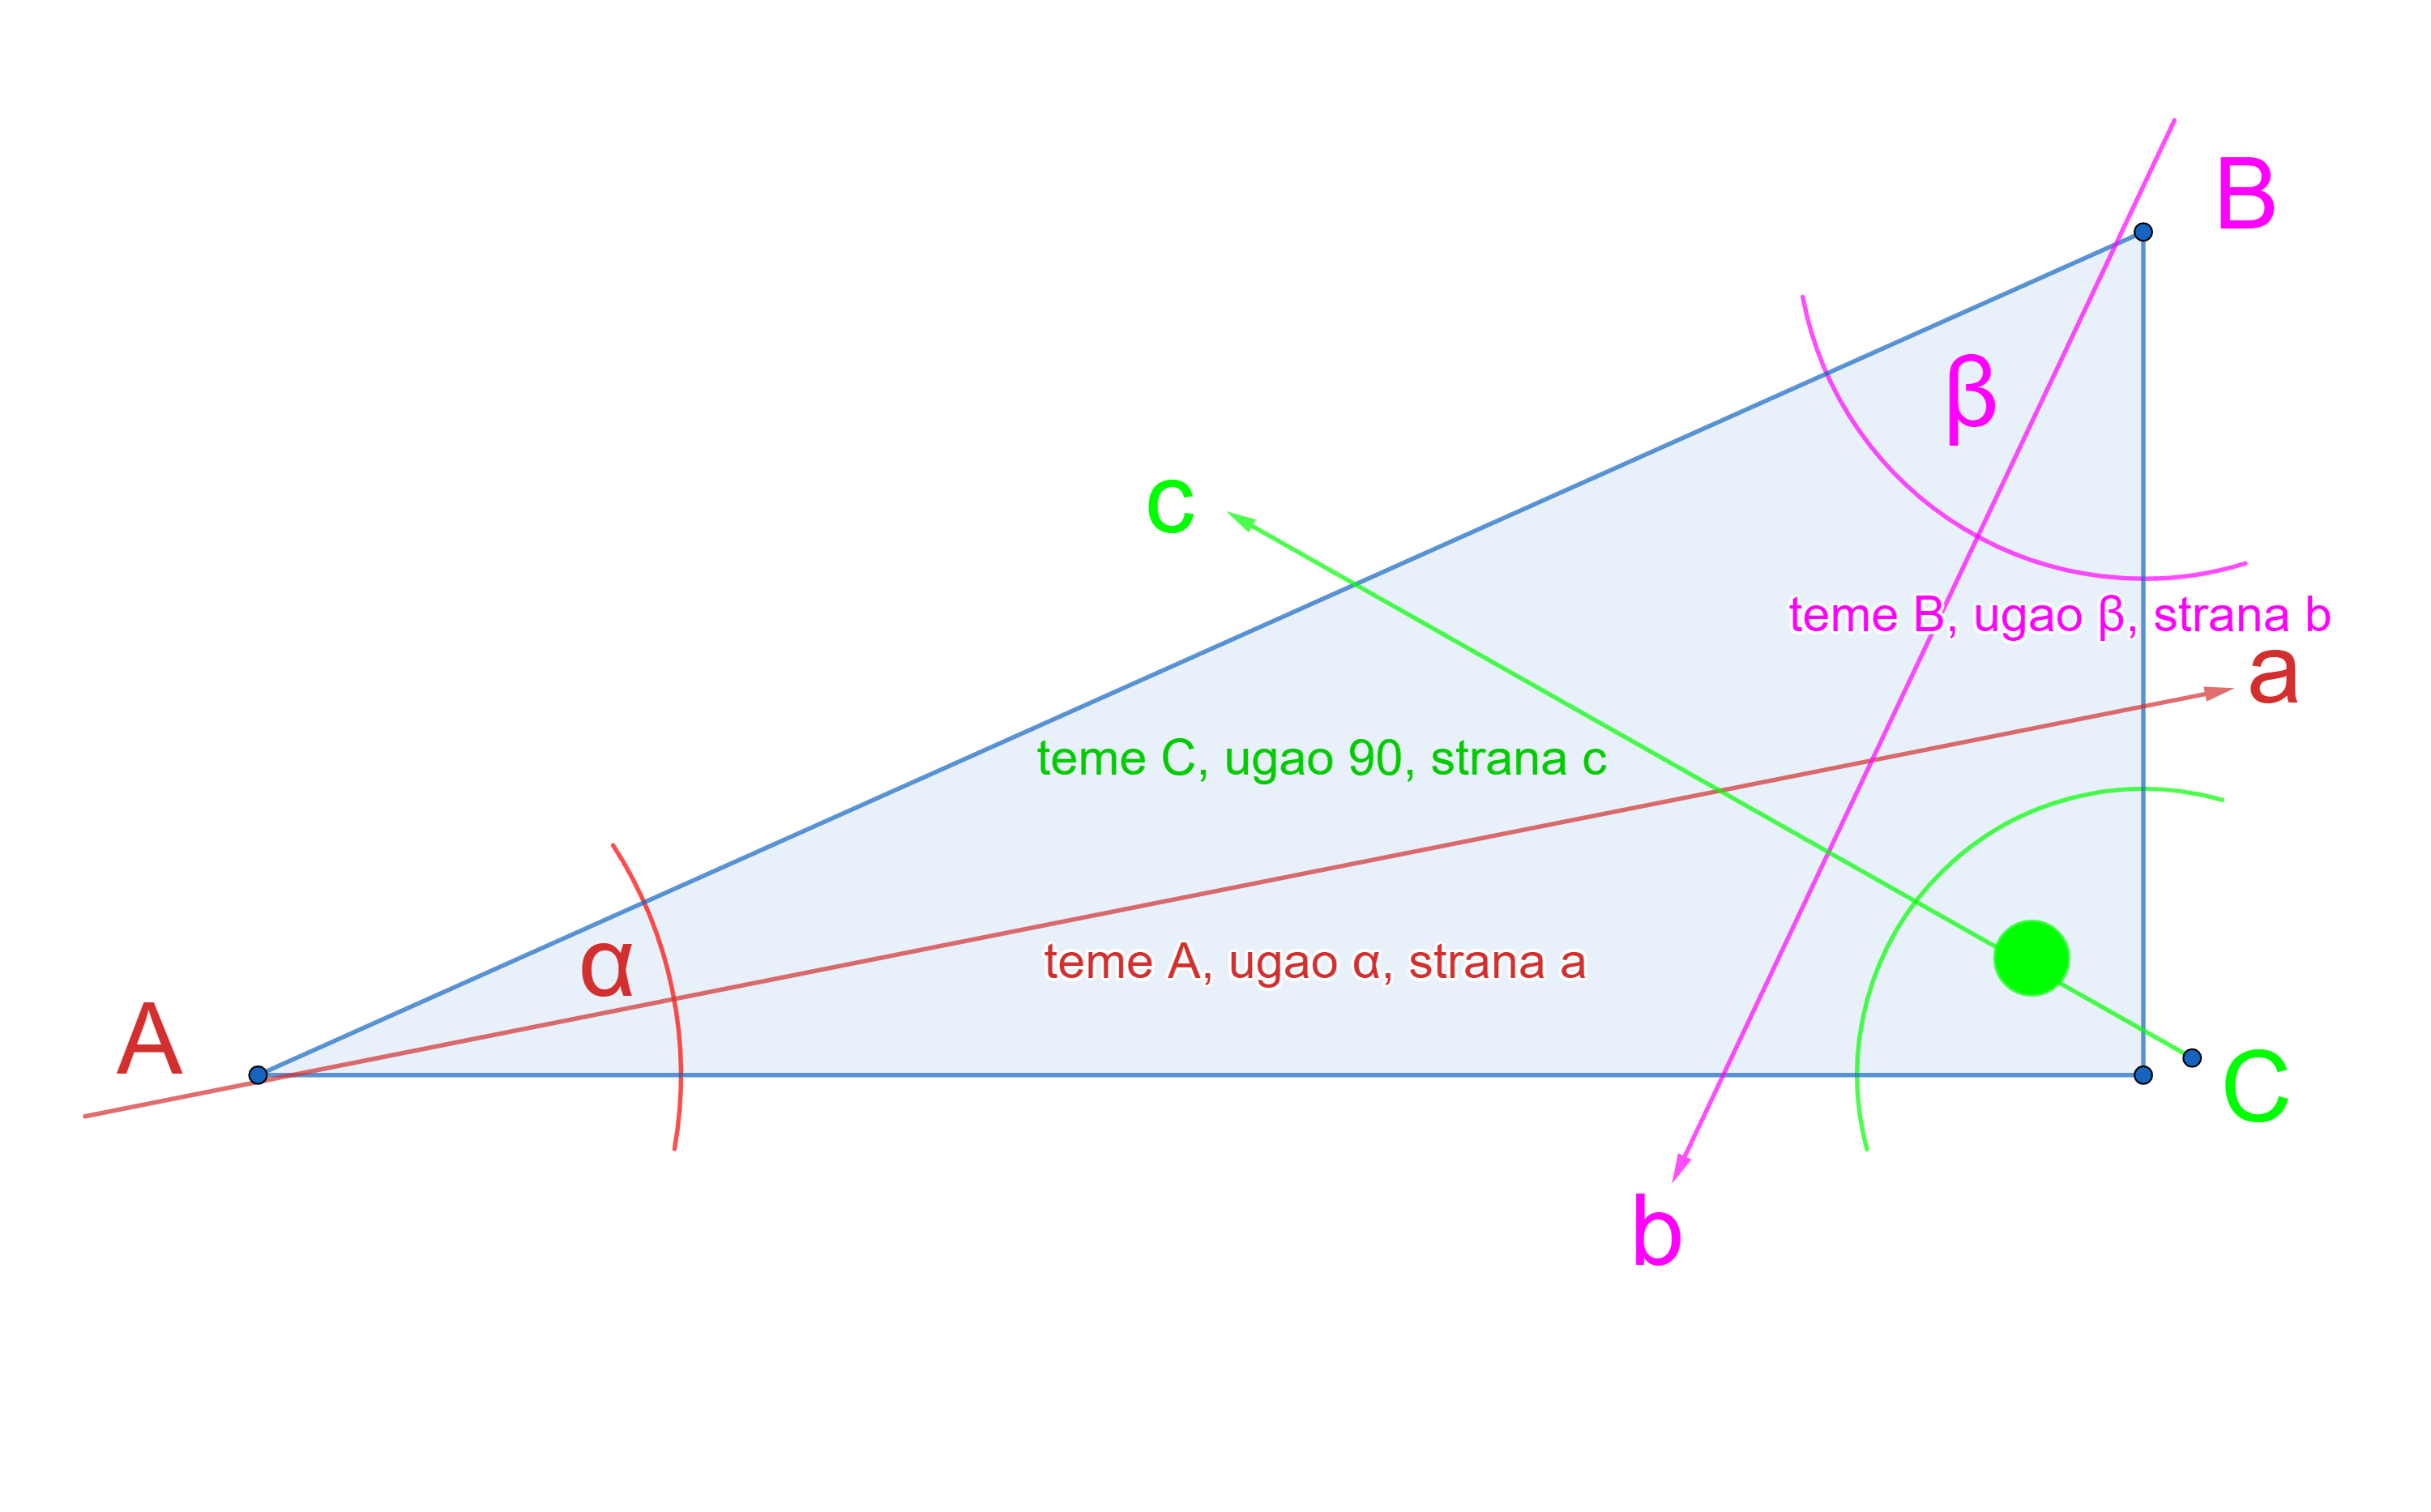 B
β
c
teme B, ugao β, strana b
a
teme C, ugao 90, strana c
α
teme A, ugao α, strana a
A
C
b